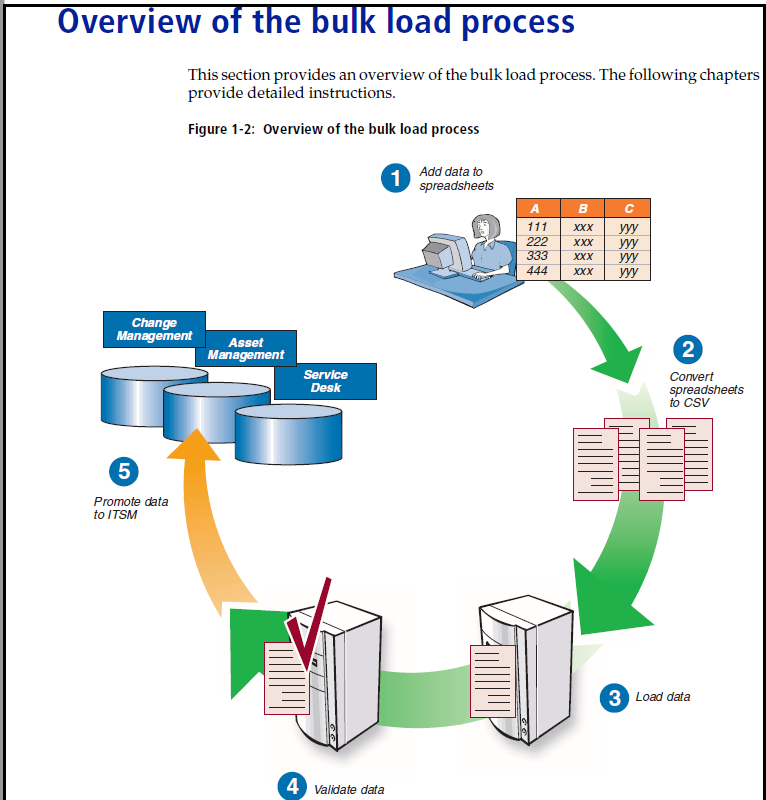 Overview of the bulk load process
This section provides an overview of the bulk load process. The following chapters
provide detailed instructions.
Figure 1-2: Overview of the bulk load process
1 Add data to
spreadsheets
A B C
111 xxx yyy
222 xxx yyy
333 xxx yyy
444 xxx yyy
2
Convert
spreadsheets
to CSV
Change
Management
Asset
Management
Service
Desk
5
Promote data
to ITSM
3 Load data
4 Validate data